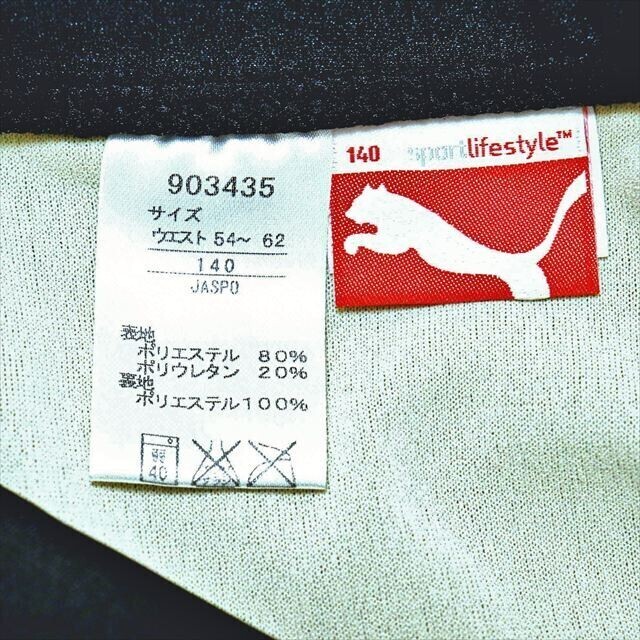 903435
サイズ
ウエスト 54～ 62
140
JASPO
表地
ポリエステル 80%
ポリウレタン 20%
裏地
ポリエステル100%
40
140 sportlifestyle™